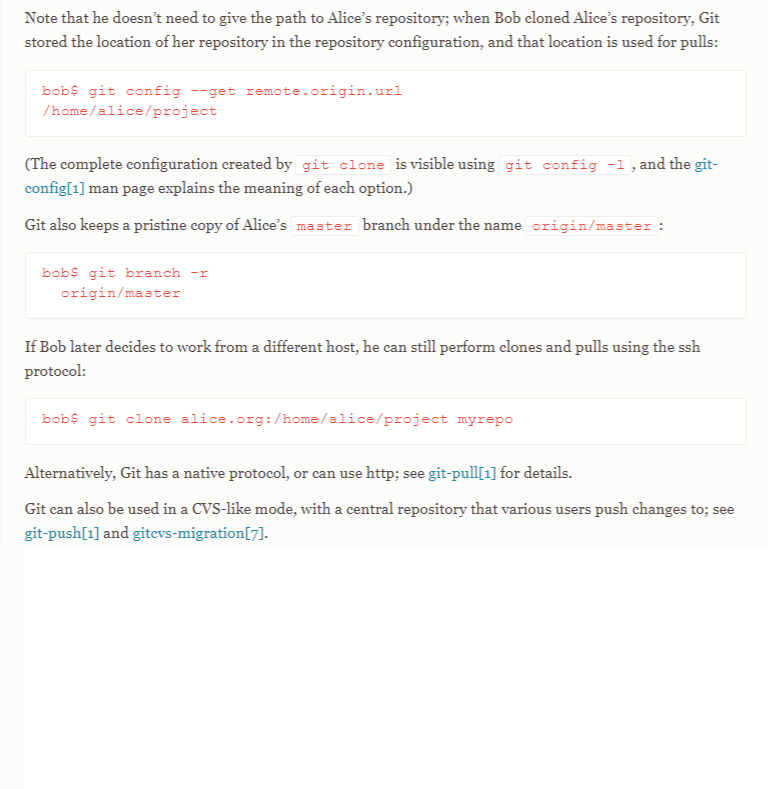 Note that he doesn’t need to give the path to Alice’s repository; when Bob cloned Alice’s repository, Git
stored the location of her repository in the repository configuration, and that location is used for pulls:
bob$ git config --get remote.origin.url
/home/alice/project
(The complete configuration created by git clone is visible using git config -l , and the git-
config[1] man page explains the meaning of each option.)
Git also keeps a pristine copy of Alice’s master branch under the name origin/master :
bob$ git branch -r
  origin/master
If Bob later decides to work from a different host, he can still perform clones and pulls using the ssh
protocol:
bob$ git clone alice.org:/home/alice/project myrepo
Alternatively, Git has a native protocol, or can use http; see git-pull[1] for details.
Git can also be used in a CVS-like mode, with a central repository that various users push changes to; see
git-push[1] and gitcvs-migration[7].